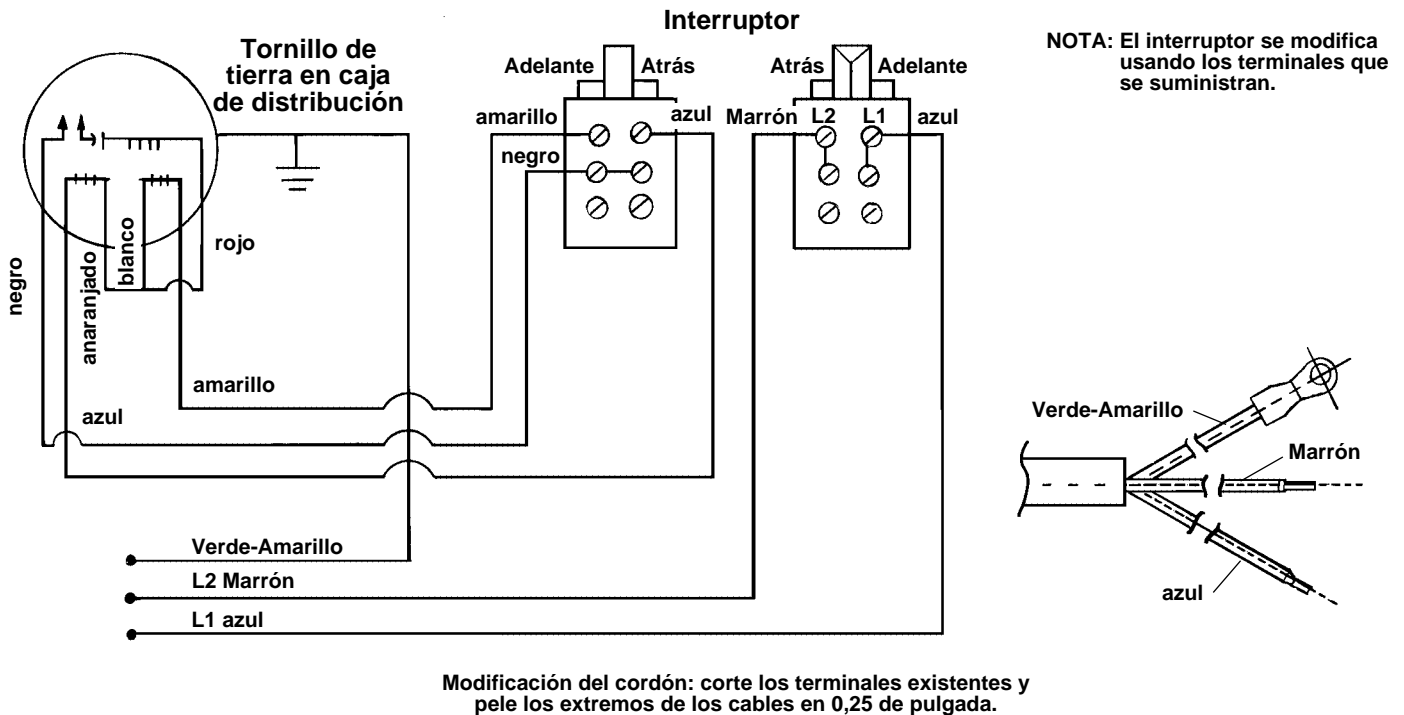 Interruptor
Tornillo de
tierra en caja
de distribución
NOTA: El interruptor se modifica
usando los terminales que
se suministran.
Adelante Atrás
Atrás Adelante
amarillo
azul
Marrón
L2
L1
azul
negro
rojo
blanco
anaranjado
negro
amarillo
azul
Verde-Amarillo
L2 Marrón
L1 azul
Verde-Amarillo
Marrón
azul
Modificación del cordón: corte los terminales existentes y
pele los extremos de los cables en 0,25 de pulgada.